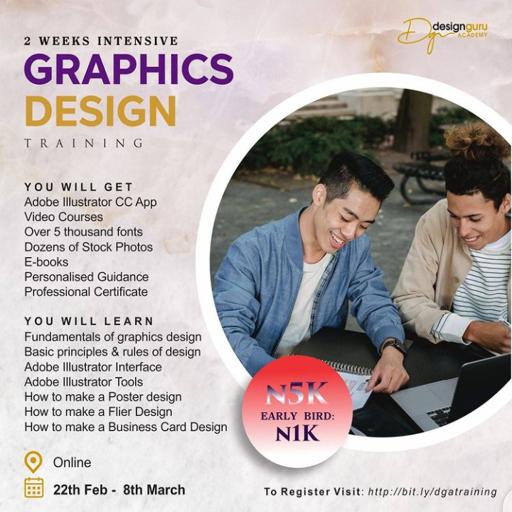 2 WEEKS INTENSIVE
GRAPHICS
DESIGN
TRAINING
designguru
ACADEMY
YOU WILL GET
Adobe Illustrator CC App
Video Courses
Over 5 thousand fonts
Dozens of Stock Photos
E-books
Personalised Guidance
Professional Certificate
YOU WILL LEARN
Fundamentals of graphics design
Basic principles & rules of design
Adobe Illustrator Interface
Adobe Illustrator Tools
How to make a Poster design
How to make a Flier Design
How to make a Business Card Design
N5K
EARLY BIRD:
N1K
Online
22th Feb - 8th March
To Register Visit: http://bit.ly/dgatraining